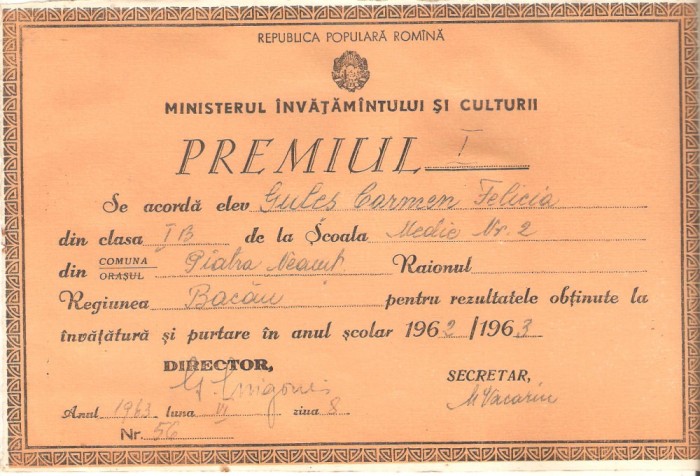 REPUBLICA POPULARĂ ROMÎNĂ
MINISTERUL ÎNVĂȚĂMÎNTULUI ȘI CULTURII
PREMIUL I
Se acordă elev Gules Carmen Felicia
din clasa I B de la Școala Medie Nr. 2
din COMUNA ORAȘUL Piatra Neamț Raionul
Regiunea Bacău pentru rezultatele obținute la
învățătură și purtare în anul școlar 1962/1963
DIRECTOR,
SECRETAR,
M Vacariu
Anul 1963 luna VI ziua 8
Nr. 56